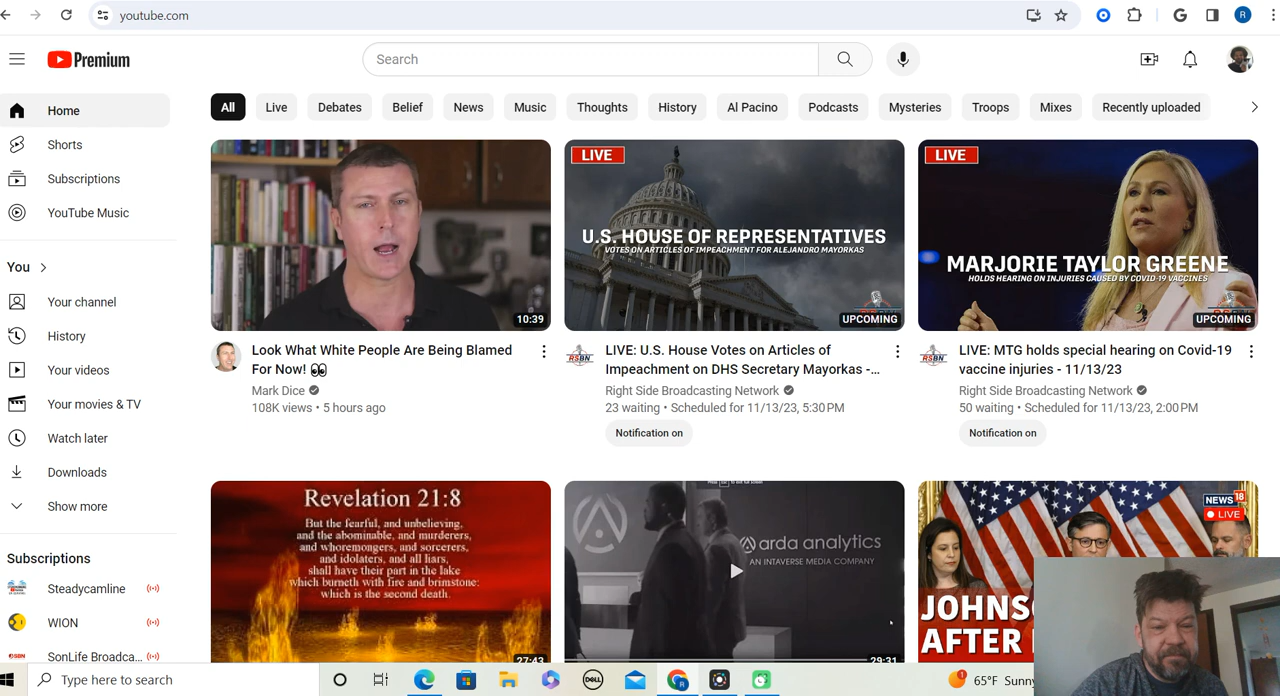 youtube.com
R
Premium
Search
All
Live
Debates
Belief
News
Music
Thoughts
History
Al Pacino
Podcasts
Mysteries
Troops
Mixes
Recently uploaded
Home
Shorts
Subscriptions
YouTube Music
You
Your channel
History
Your videos
Your movies & TV
Watch later
Downloads
Show more
Subscriptions
Steadycamline
WION
SonLife Broadca...
10:39
Look What White People Are Being Blamed
For Now! 👀
Mark Dice
108K views • 5 hours ago
LIVE
U.S. HOUSE OF REPRESENTATIVES
VOTES ON ARTICLES OF IMPEACHMENT FOR ALEJANDRO MAYORKAS
UPCOMING
RSBN
LIVE: U.S. House Votes on Articles of
Impeachment on DHS Secretary Mayorkas -...
Right Side Broadcasting Network
23 waiting • Scheduled for 11/13/23, 5:30 PM
Notification on
LIVE
MARJORIE TAYLOR GREENE
HOLDS HEARING ON INJURIES CAUSED BY COVID-19 VACCINES
UPCOMING
RSBN
LIVE: MTG holds special hearing on Covid-19
vaccine injuries - 11/13/23
Right Side Broadcasting Network
50 waiting • Scheduled for 11/13/23, 2:00 PM
Notification on
Revelation 21:8
But the fearful, and unbelieving,
and the abominable, and murderers,
and whoremongers, and sorcerers,
and idolaters, and all liars,
shall have their part in the lake
which burneth with fire and brimstone:
which is the second death.
27:43
arda analytics
AN INTAVERSE MEDIA COMPANY
29:31
NEWS 18
LIVE
JOHNS
AFTER
Type here to search
DELL
65°F Sunny